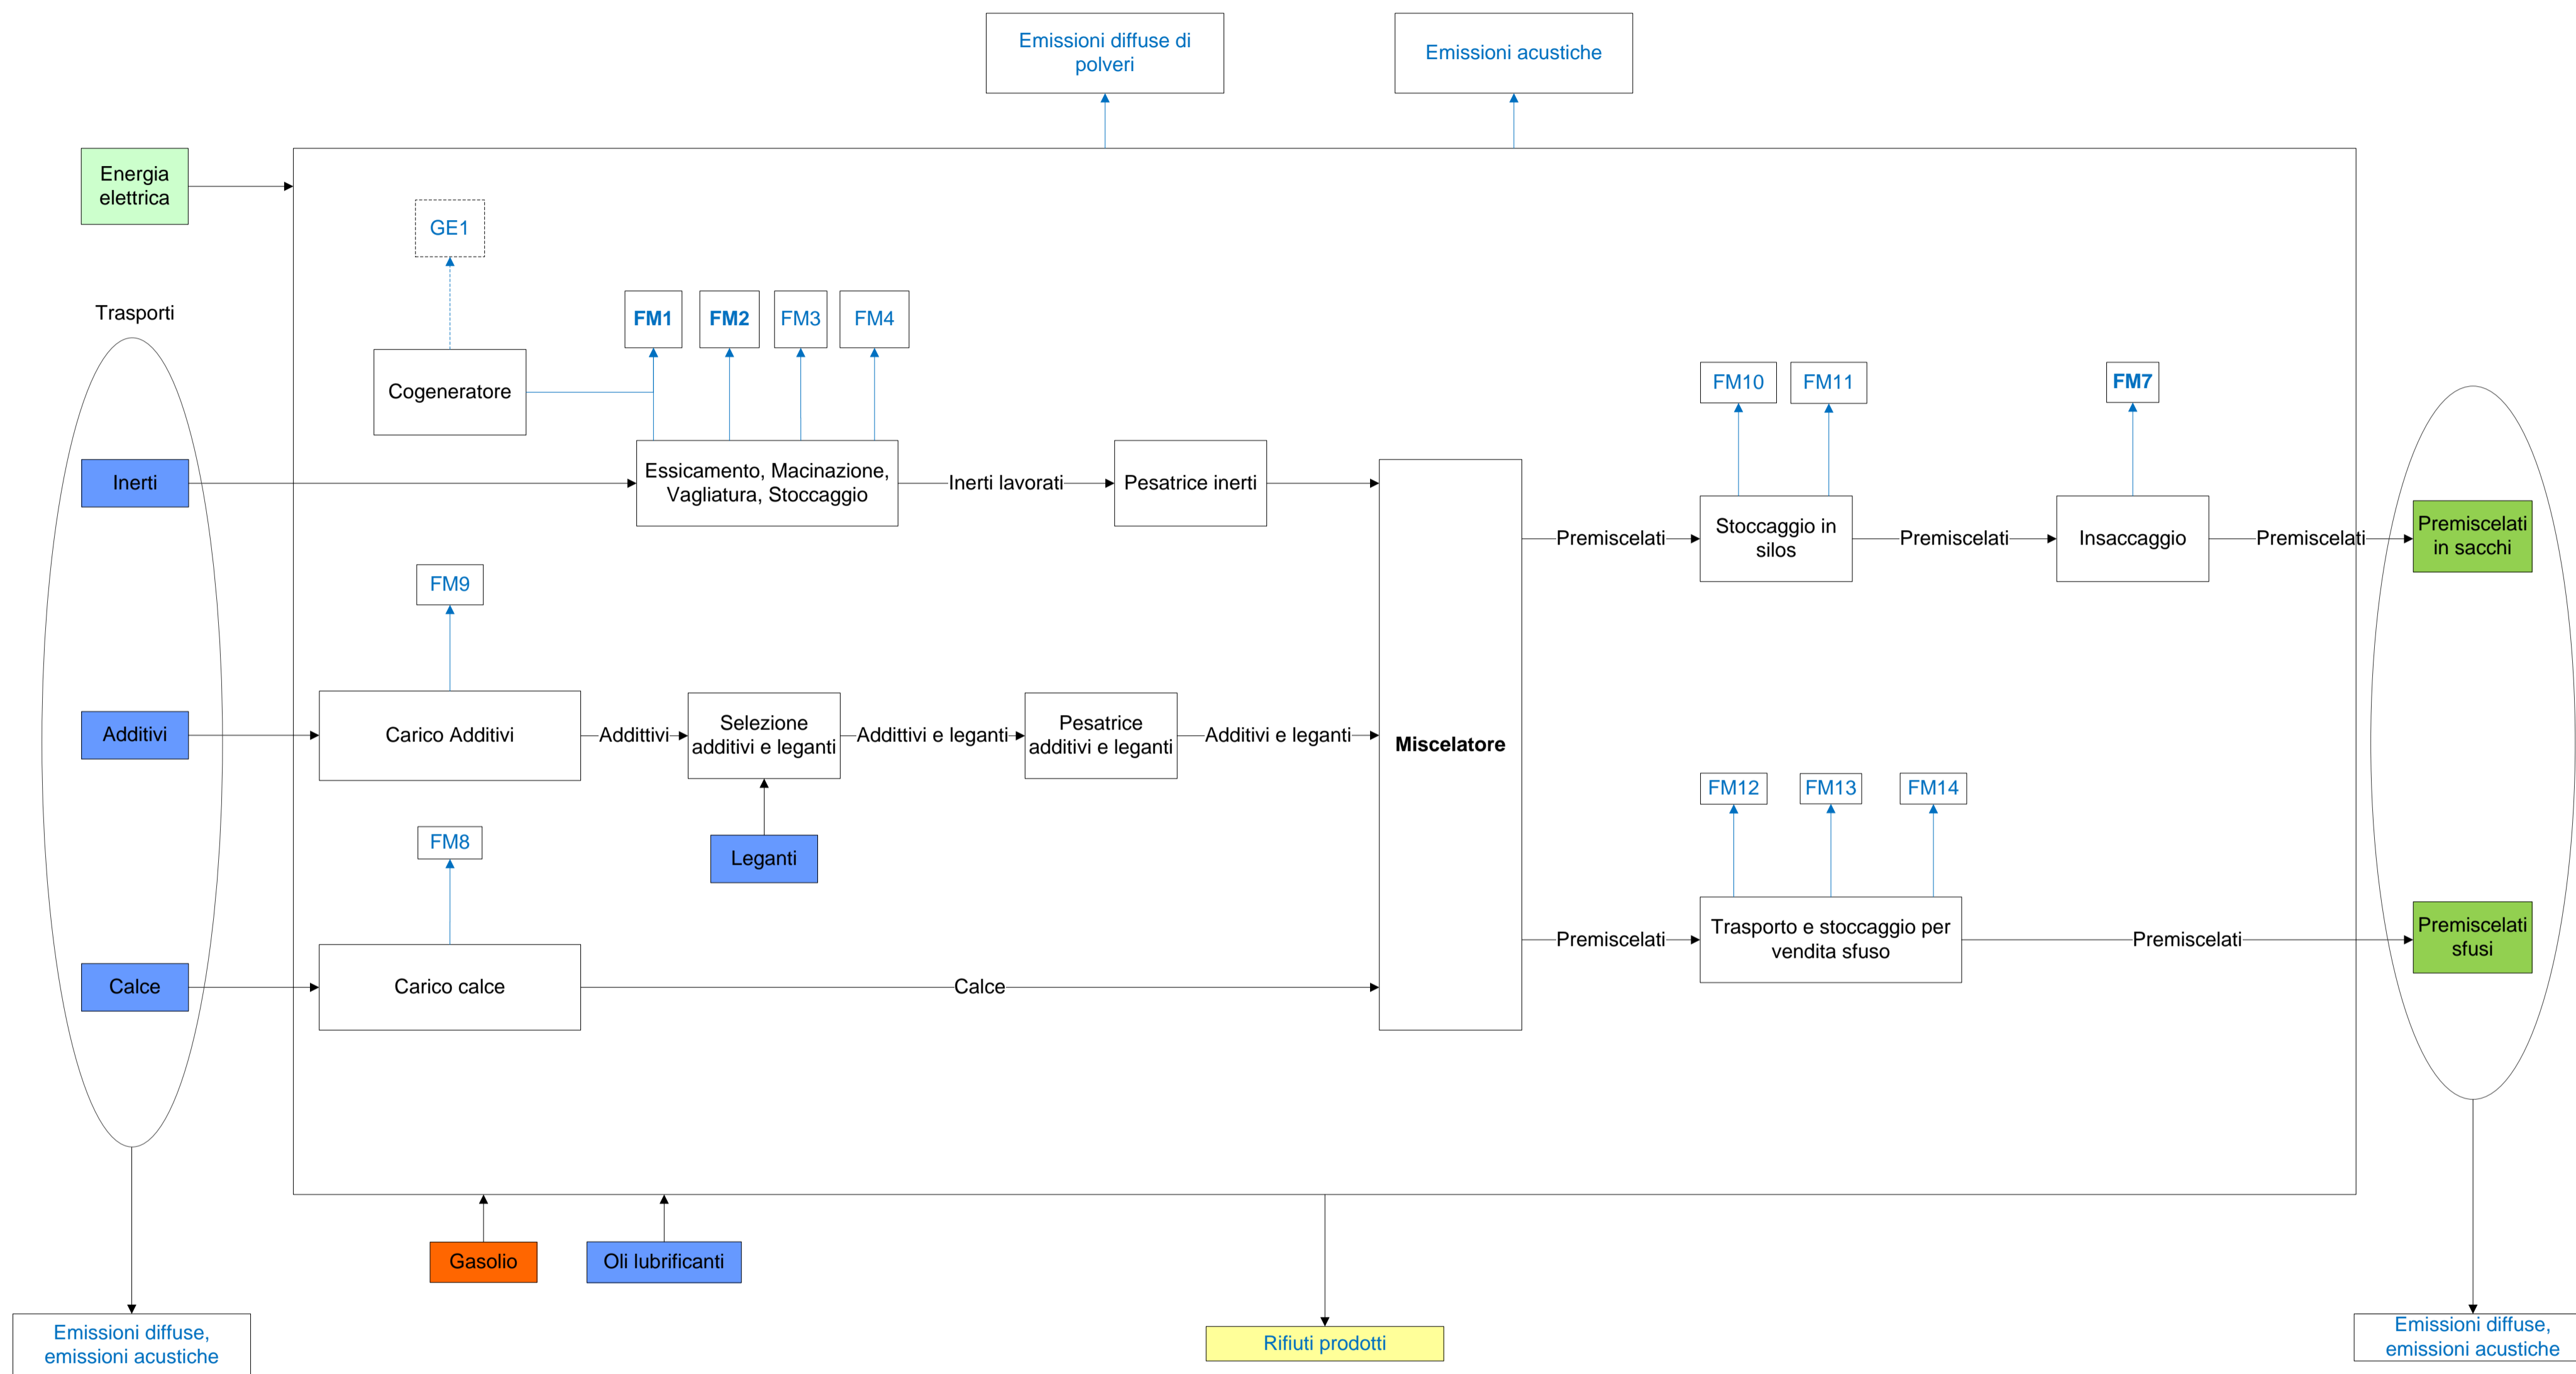 Emissioni diffuse di
polveri
Emissioni acustiche
Energia
elettrica
GE1
Trasporti
FM1
FM2
FM3
FM4
Cogeneratore
FM10
FM11
FM7
Inerti
Essicamento, Macinazione,
Vagliatura, Stoccaggio
Inerti lavorati
Pesatrice inerti
Premiscelati
Stoccaggio in
silos
Premiscelati
Insaccaggio
Premiscelati
Premiscelati
in sacchi
FM9
Additivi
Carico Additivi
Addittivi
Selezione
additivi e leganti
Addittivi e leganti
Pesatrice
additivi e leganti
Additivi e leganti
Miscelatore
FM12
FM13
FM14
FM8
Leganti
Premiscelati
Trasporto e stoccaggio per
vendita sfuso
Premiscelati
Premiscelati
sfusi
Calce
Carico calce
Calce
Gasolio
Oli lubrificanti
Emissioni diffuse,
emissioni acustiche
Rifiuti prodotti
Emissioni diffuse,
emissioni acustiche